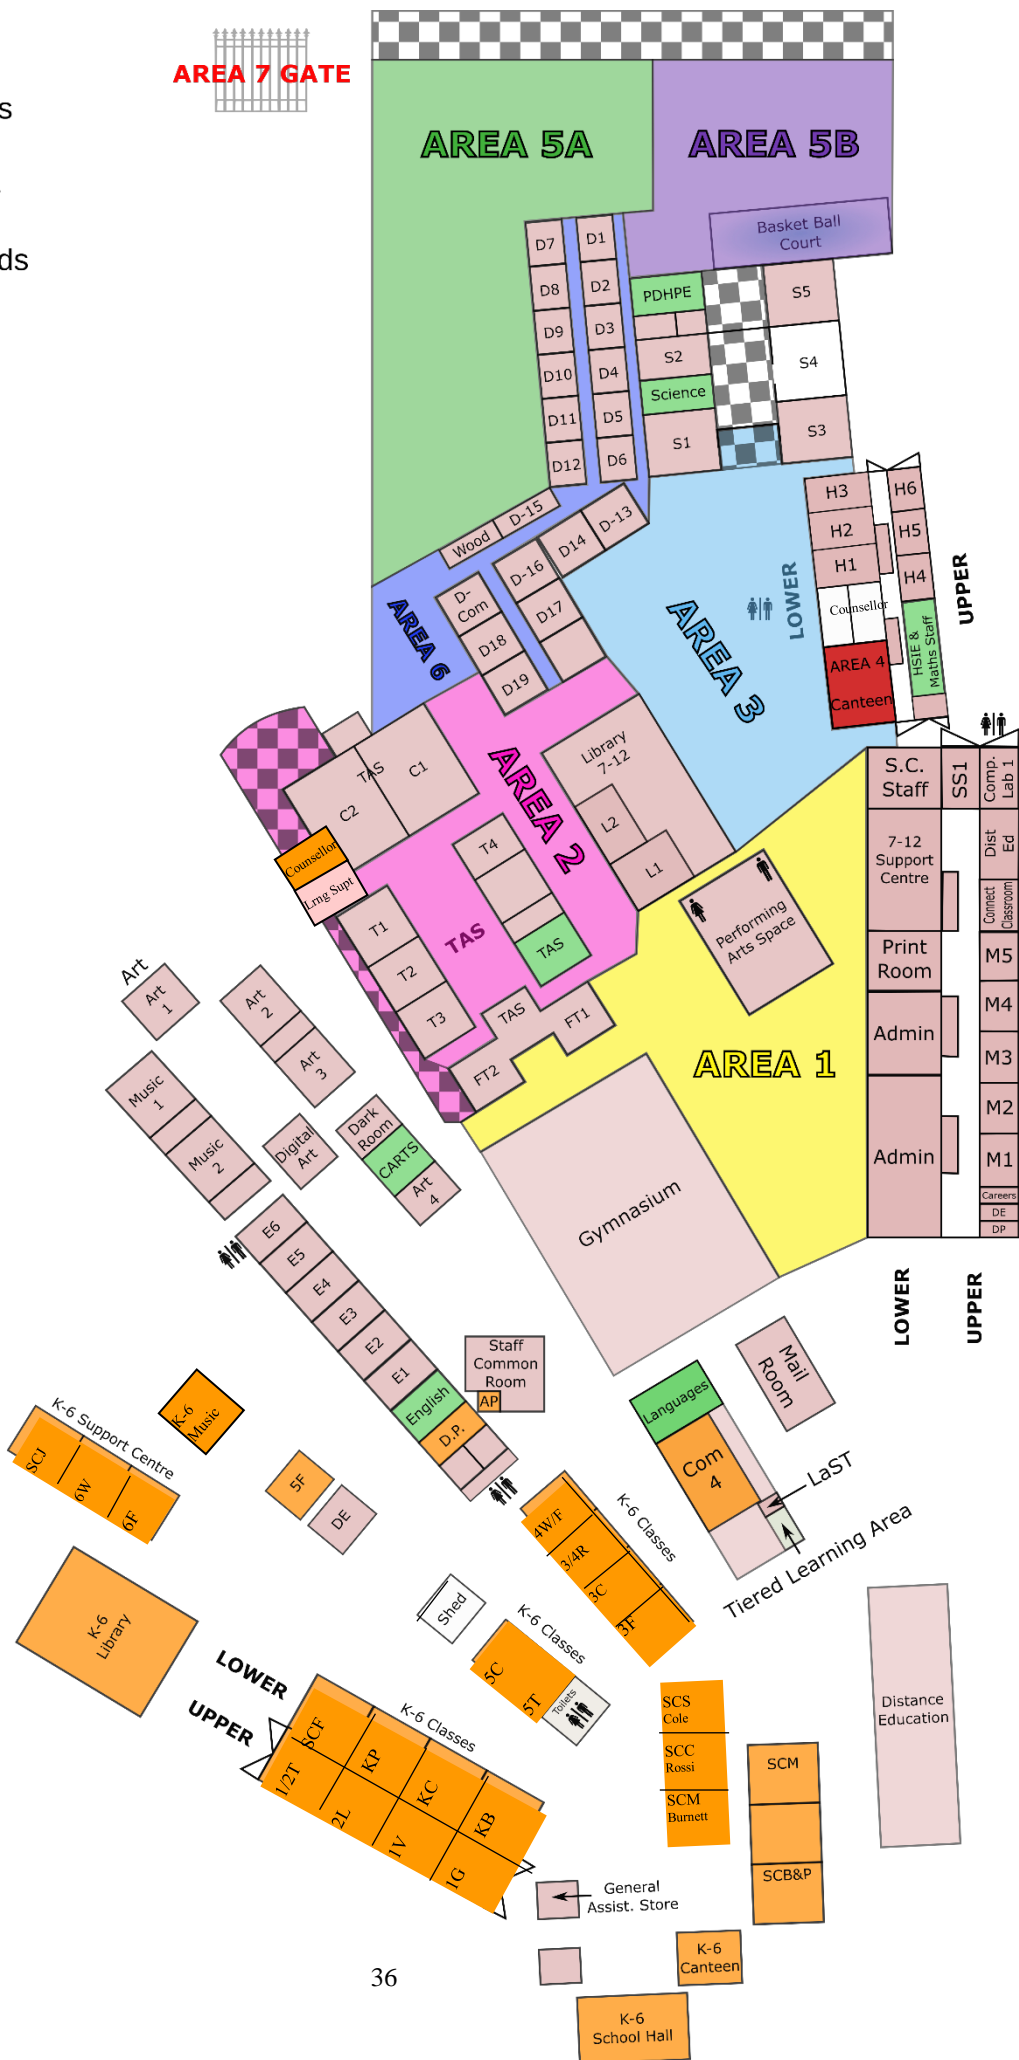 s
ds
AREA 7 GATE
AREA 5A
AREA 5B
Basket Ball
Court
D7
D1
D8
D2
D9
D3
D10
D4
D11
D5
D12
D6
PDHPE
S2
Science
S1
S5
S4
S3
Wood
D-15
D14
D-13
D-16
D17
D-
Com
D18
D19
AREA 6
AREA 3
LOWER
H3
H2
H1
Counsellor
AREA 4
Canteen
H6
H5
H4
HSIE &
Maths Staff
UPPER
TAS
C1
C2
Counsellor
Lrng Supt
AREA 2
Library
7-12
L2
L1
T4
TAS
TAS
T1
T2
T3
TAS
FT1
FT2
Performing
Arts Space
AREA 1
Gymnasium
S.C.
Staff
SS1
Comp.
Lab 1
7-12
Support
Centre
Dist
Ed
Connect
Classroom
Print
Room
M5
Admin
M4
M3
Admin
M2
M1
Careers
DE
DP
LOWER
UPPER
Art
Art
1
Art
2
Art
3
Music
1
Music
2
Digital
Art
Dark
Room
CARTS
Art
4
E6
E5
E4
E3
E2
E1
English
D.P.
Staff
Common
Room
AP
Mail
Room
Languages
Com
4
LaST
Tiered Learning Area
K-6
Music
K-6 Support Centre
SCJ
6W
6F
5F
DE
K-6
Library
K-6 Classes
4W/F
3/4R
3C
3F
Shed
K-6 Classes
5C
5T
Toilets
LOWER
UPPER
K-6 Classes
SCF
KP
KC
KB
1/2T
2L
1V
1G
SCS
Cole
SCC
Rossi
SCM
Burnett
SCM
SCB&P
Distance
Education
General
Assist. Store
K-6
Canteen
K-6
School Hall
36